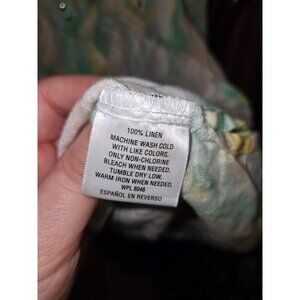 100% LINEN
MACHINE WASH COLD
WITH LIKE COLORS.
ONLY NON-CHLORINE
BLEACH WHEN NEEDED.
TUMBLE DRY LOW.
WARM IRON WHEN NEEDED.
WPL 8046
ESPAÑOL EN REVERSO